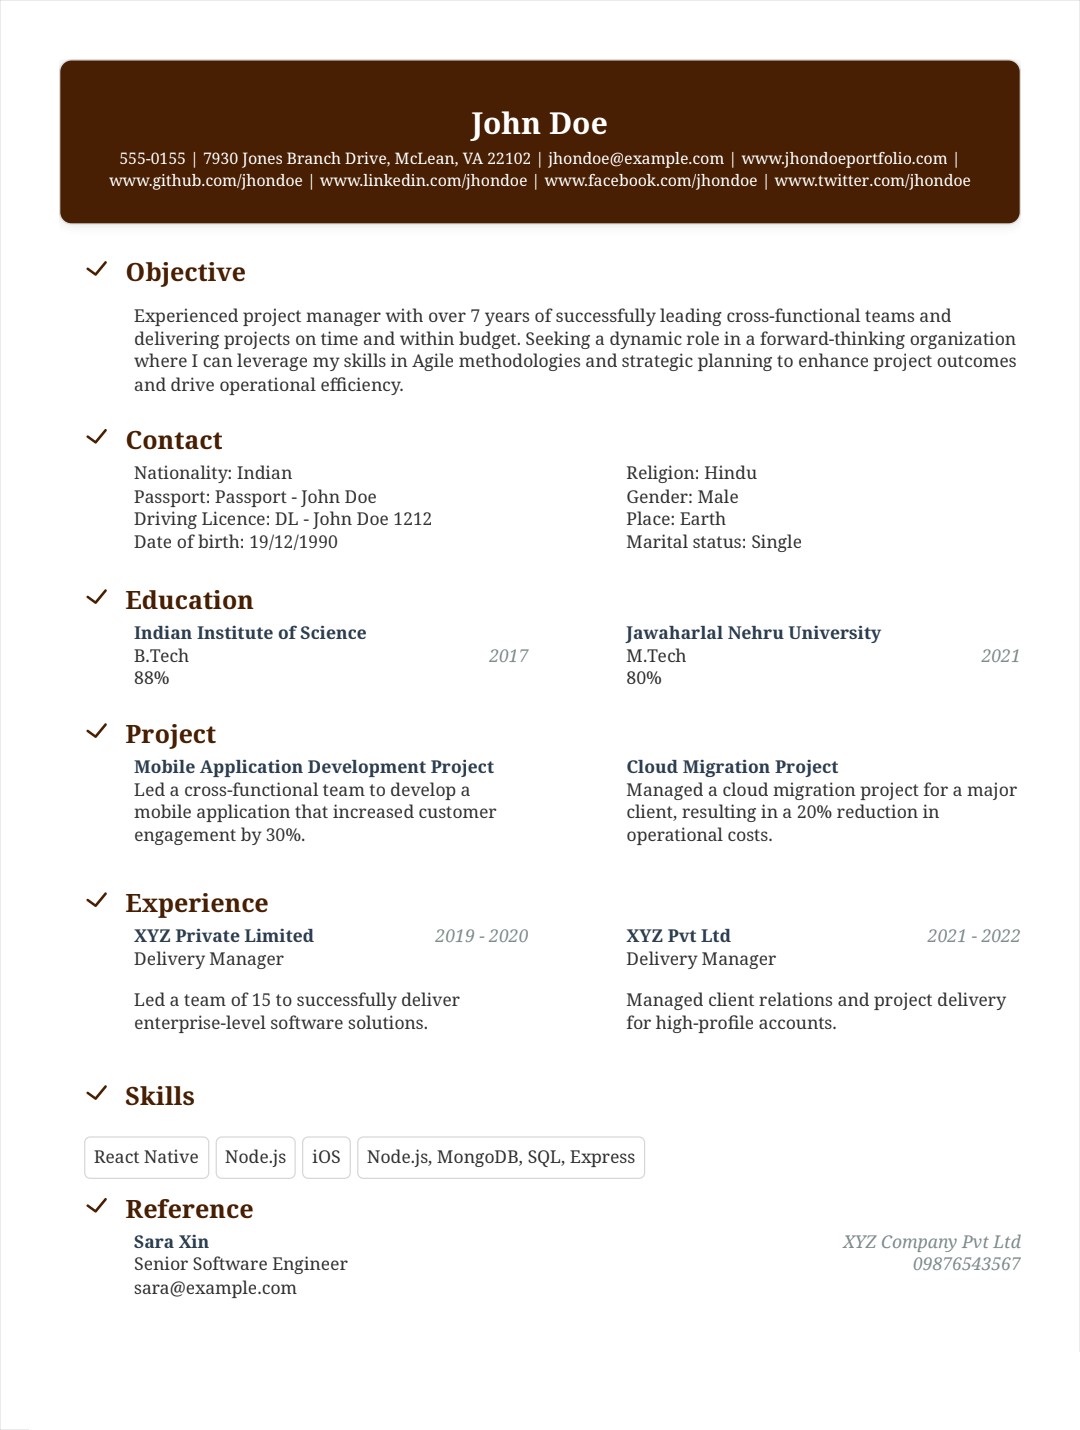 John Doe
555-0155 | 7930 Jones Branch Drive, McLean, VA 22102 | jhondoe@example.com | www.jhondoeportfolio.com |
www.github.com/jhondoe | www.linkedin.com/jhondoe | www.facebook.com/jhondoe | www.twitter.com/jhondoe
Objective
Experienced project manager with over 7 years of successfully leading cross-functional teams and
delivering projects on time and within budget. Seeking a dynamic role in a forward-thinking organization
where I can leverage my skills in Agile methodologies and strategic planning to enhance project outcomes
and drive operational efficiency.
Contact
Nationality: Indian
Passport: Passport - John Doe
Driving Licence: DL - John Doe 1212
Date of birth: 19/12/1990
Religion: Hindu
Gender: Male
Place: Earth
Marital status: Single
Education
Indian Institute of Science
B.Tech 2017
88%
Jawaharlal Nehru University
M.Tech 2021
80%
Project
Mobile Application Development Project
Led a cross-functional team to develop a
mobile application that increased customer
engagement by 30%.
Cloud Migration Project
Managed a cloud migration project for a major
client, resulting in a 20% reduction in
operational costs.
Experience
XYZ Private Limited 2019 - 2020
Delivery Manager
Led a team of 15 to successfully deliver
enterprise-level software solutions.
XYZ Pvt Ltd 2021 - 2022
Delivery Manager
Managed client relations and project delivery
for high-profile accounts.
Skills
React Native Node.js iOS Node.js, MongoDB, SQL, Express
Reference
Sara Xin XYZ Company Pvt Ltd
Senior Software Engineer 09876543567
sara@example.com